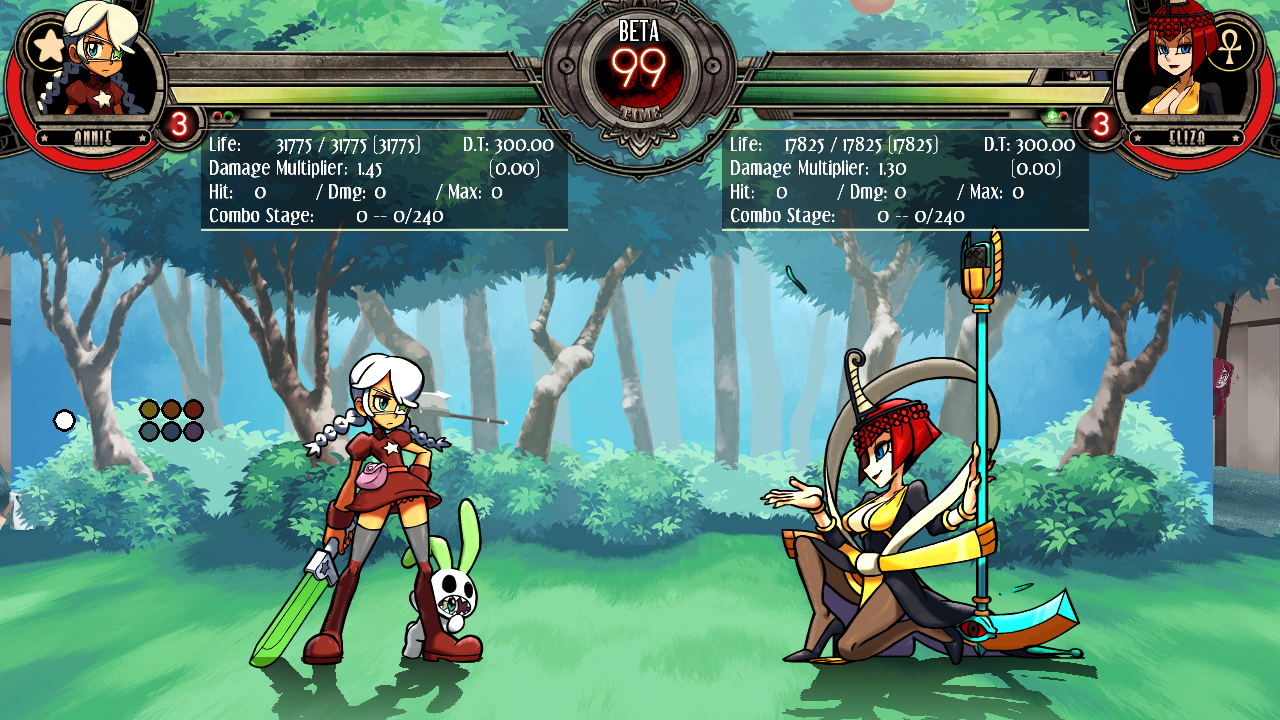 BETA
99
TIME
ANNIE
3
3
ELIZA
Life: 31775 / 31775 (31775) D.T: 300.00
Damage Multiplier: 1.45 (0.00)
Hit: 0 / Dmg: 0 / Max: 0
Combo Stage: 0 -- 0/240
Life: 17825 / 17825 (17825) D.T: 300.00
Damage Multiplier: 1.30 (0.00)
Hit: 0 / Dmg: 0 / Max: 0
Combo Stage: 0 -- 0/240